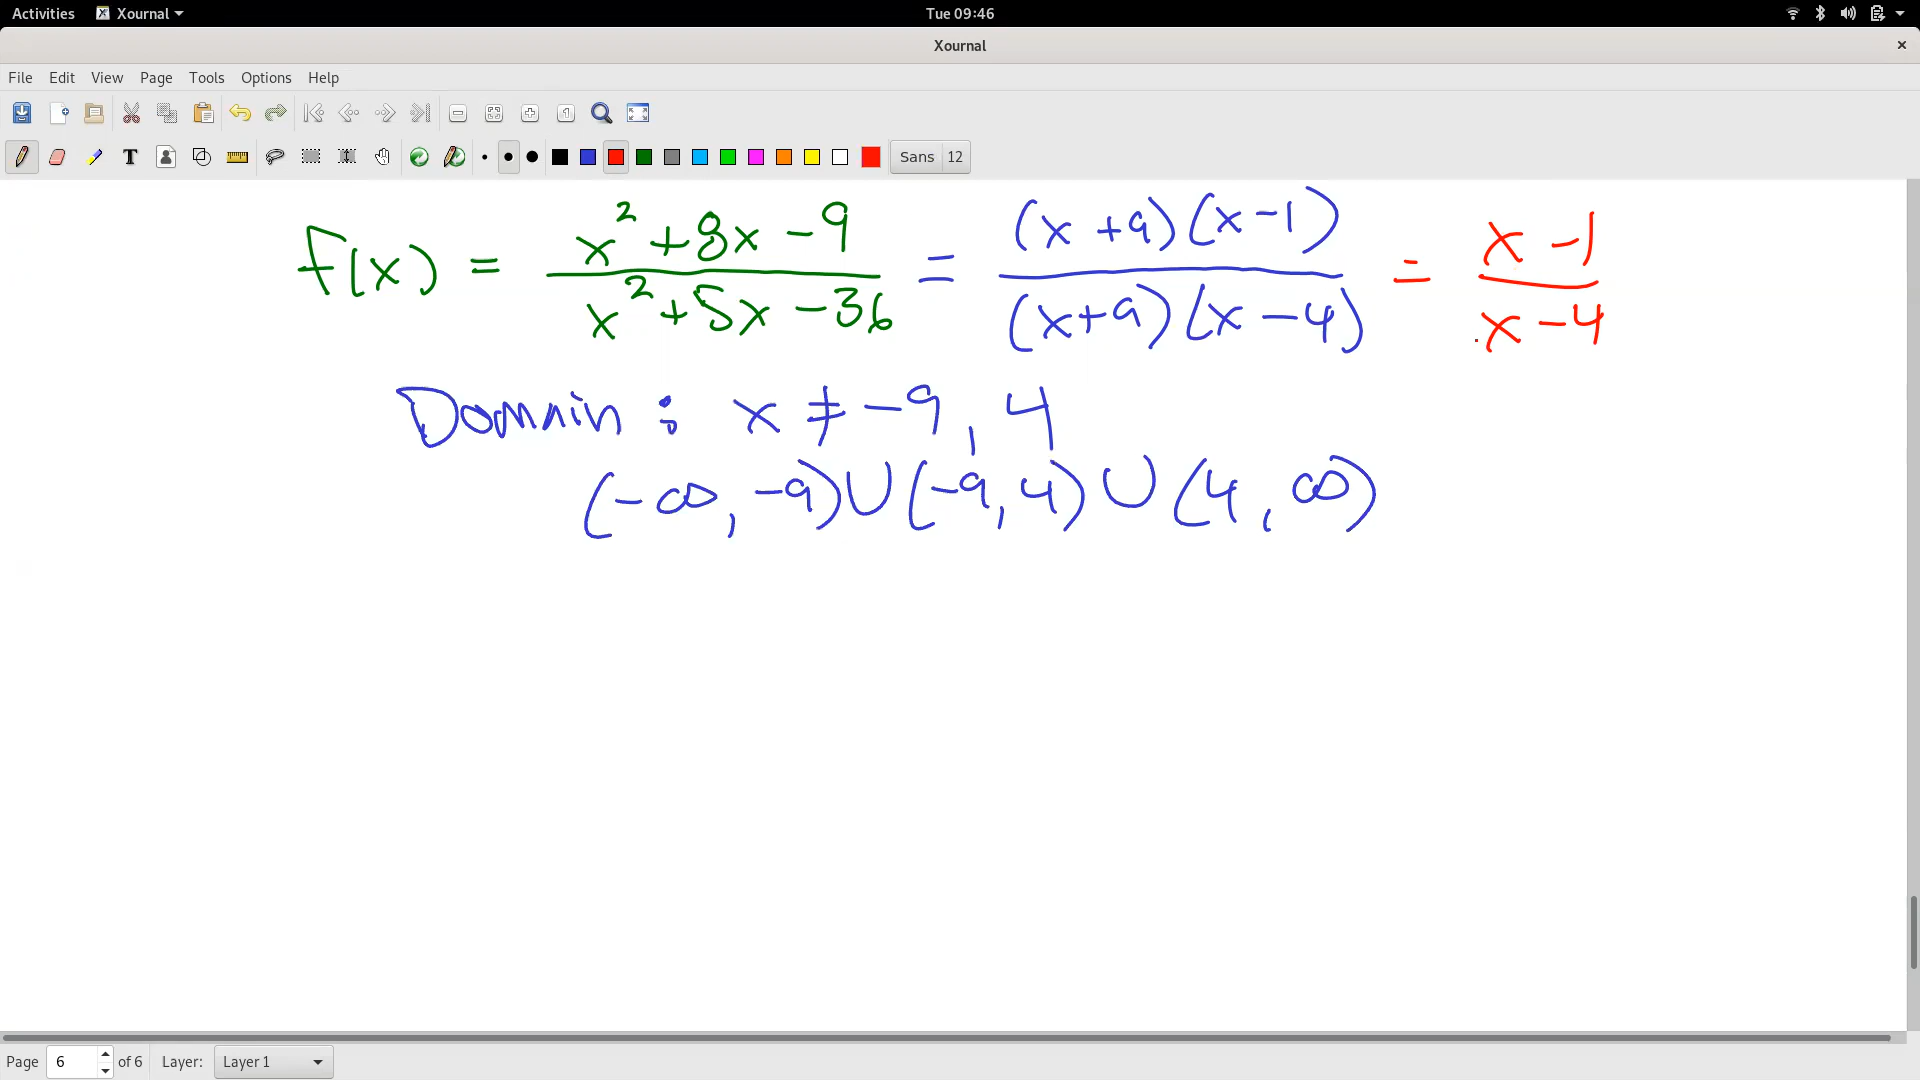 Activities Xournal Tue 09:46
Xournal ×
File Edit View Page Tools Options Help
T Sans 12
f(x) = (x² + 8x - 9)/(x² + 5x - 36) = ((x + 9)(x - 1))/((x + 9)(x - 4)) = (x - 1)/(x - 4)
Domain : x ≠ -9, 4
(-∞, -9) ∪ (-9, 4) ∪ (4, ∞)
Page 6 of 6 Layer: Layer 1